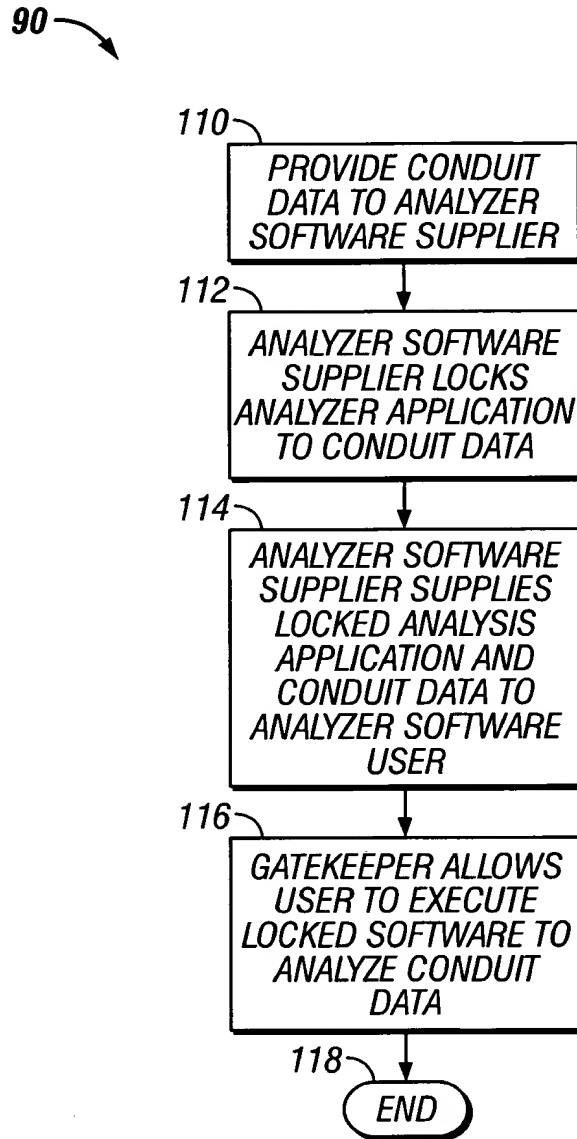 90
110
PROVIDE CONDUIT
DATA TO ANALYZER
SOFTWARE SUPPLIER
112
ANALYZER SOFTWARE
SUPPLIER LOCKS
ANALYZER APPLICATION
TO CONDUIT DATA
114
ANALYZER SOFTWARE
SUPPLIER SUPPLIES
LOCKED ANALYSIS
APPLICATION AND
CONDUIT DATA TO
ANALYZER SOFTWARE
USER
116
GATEKEEPER ALLOWS
USER TO EXECUTE
LOCKED SOFTWARE TO
ANALYZE CONDUIT
DATA
118
END